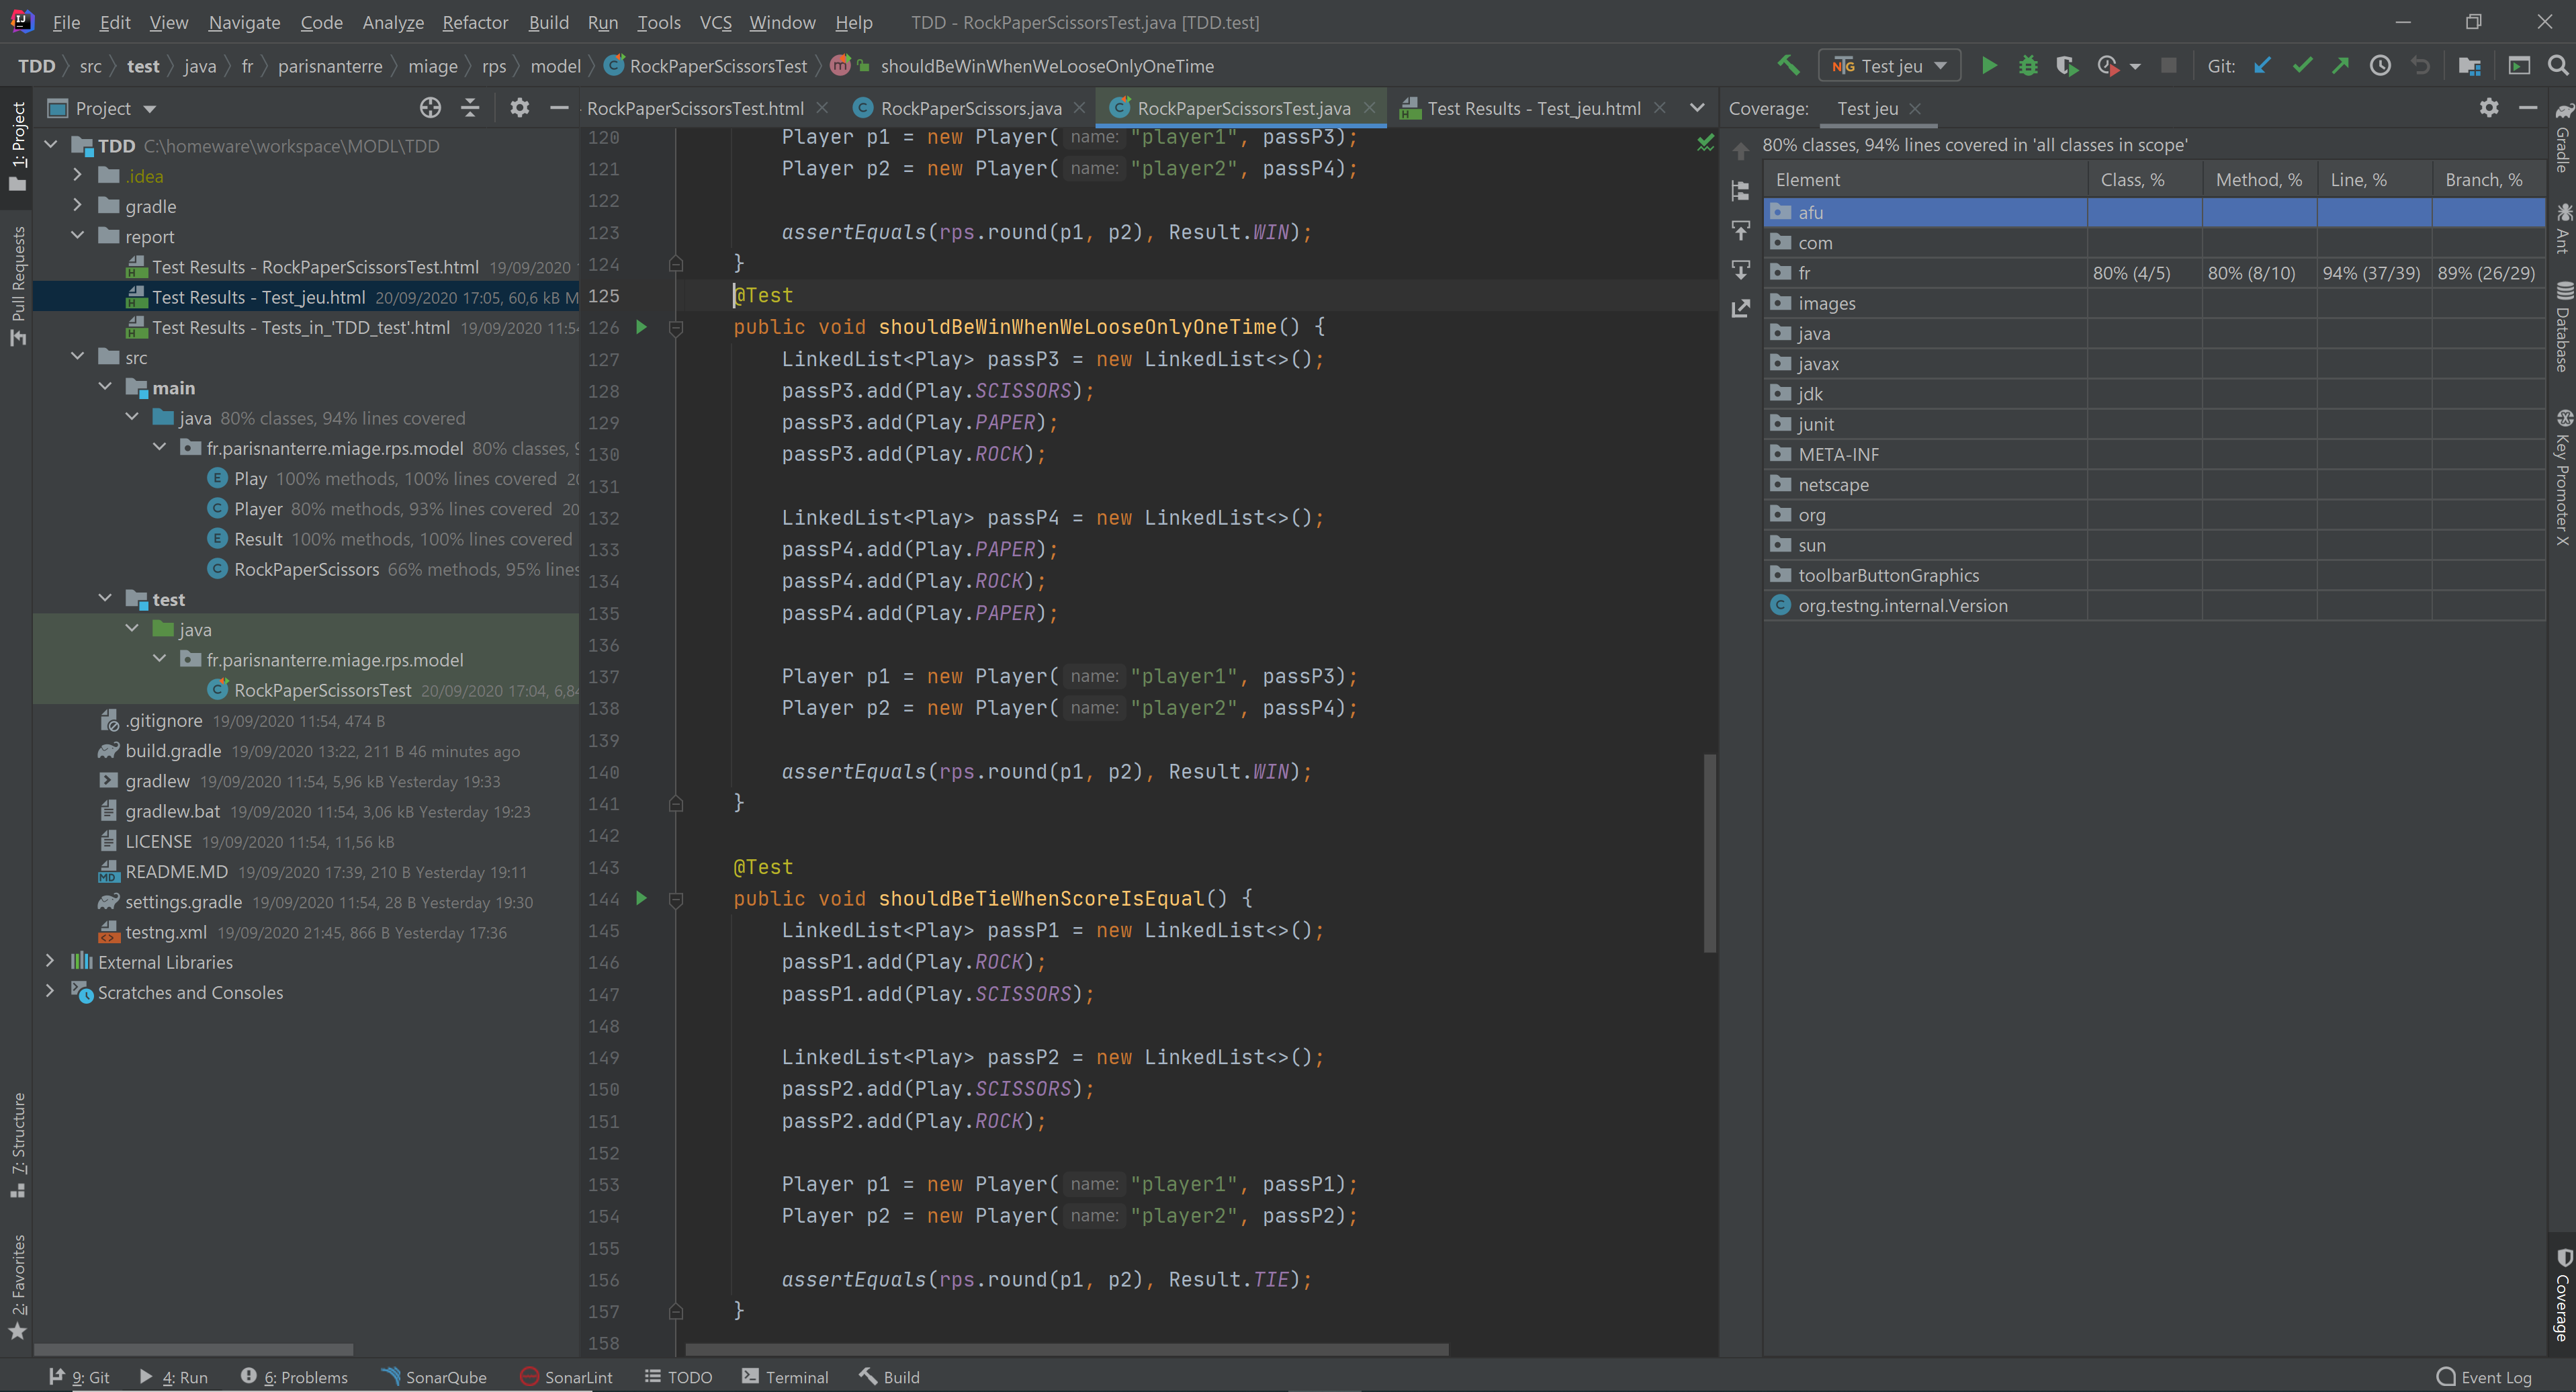 File Edit View Navigate Code Analyze Refactor Build Run Tools VCS Window Help TDD - RockPaperScissorsTest.java [TDD.test]
TDD src test java fr parisnanterre miage rps model RockPaperScissorsTest shouldBeWinWhenWeLooseOnlyOneTime Test jeu Git:
1: Project
Pull Requests
7: Structure
2: Favorites
Project
TDD C:\homeware\workspace\MODL\TDD
.idea
gradle
report
Test Results - RockPaperScissorsTest.html 19/09/2020
Test Results - Test_jeu.html 20/09/2020 17:05, 60,6 kB M
Test Results - Tests_in_'TDD_test'.html 19/09/2020 11:54
src
main
java 80% classes, 94% lines covered
fr.parisnanterre.miage.rps.model 80% classes, 9
Play 100% methods, 100% lines covered 20
Player 80% methods, 93% lines covered 20
Result 100% methods, 100% lines covered
RockPaperScissors 66% methods, 95% lines
test
java
fr.parisnanterre.miage.rps.model
RockPaperScissorsTest 20/09/2020 17:04, 6,84
.gitignore 19/09/2020 11:54, 474 B
build.gradle 19/09/2020 13:22, 211 B 46 minutes ago
gradlew 19/09/2020 11:54, 5,96 kB Yesterday 19:33
gradlew.bat 19/09/2020 11:54, 3,06 kB Yesterday 19:23
LICENSE 19/09/2020 11:54, 11,56 kB
README.MD 19/09/2020 17:39, 210 B Yesterday 19:11
settings.gradle 19/09/2020 11:54, 28 B Yesterday 19:30
testng.xml 19/09/2020 21:45, 866 B Yesterday 17:36
External Libraries
Scratches and Consoles
RockPaperScissorsTest.html RockPaperScissors.java RockPaperScissorsTest.java Test Results - Test_jeu.html
120 Player p1 = new Player( name: "player1", passP3);
121 Player p2 = new Player( name: "player2", passP4);
122
123 assertEquals(rps.round(p1, p2), Result.WIN);
124 }
125 @Test
126 public void shouldBeWinWhenWeLooseOnlyOneTime() {
127 LinkedList<Play> passP3 = new LinkedList<>();
128 passP3.add(Play.SCISSORS);
129 passP3.add(Play.PAPER);
130 passP3.add(Play.ROCK);
131
132 LinkedList<Play> passP4 = new LinkedList<>();
133 passP4.add(Play.PAPER);
134 passP4.add(Play.ROCK);
135 passP4.add(Play.PAPER);
136
137 Player p1 = new Player( name: "player1", passP3);
138 Player p2 = new Player( name: "player2", passP4);
139
140 assertEquals(rps.round(p1, p2), Result.WIN);
141 }
142
143 @Test
144 public void shouldBeTieWhenScoreIsEqual() {
145 LinkedList<Play> passP1 = new LinkedList<>();
146 passP1.add(Play.ROCK);
147 passP1.add(Play.SCISSORS);
148
149 LinkedList<Play> passP2 = new LinkedList<>();
150 passP2.add(Play.SCISSORS);
151 passP2.add(Play.ROCK);
152
153 Player p1 = new Player( name: "player1", passP1);
154 Player p2 = new Player( name: "player2", passP2);
155
156 assertEquals(rps.round(p1, p2), Result.TIE);
157 }
158
Coverage: Test jeu
80% classes, 94% lines covered in 'all classes in scope'
Element Class, % Method, % Line, % Branch, %
afu
com
fr 80% (4/5) 80% (8/10) 94% (37/39) 89% (26/29)
images
java
javax
jdk
junit
META-INF
netscape
org
sun
toolbarButtonGraphics
org.testng.internal.Version
Gradle
Ant
Database
Key Promoter X
Coverage
9: Git 4: Run 6: Problems SonarQube SonarLint TODO Terminal Build Event Log